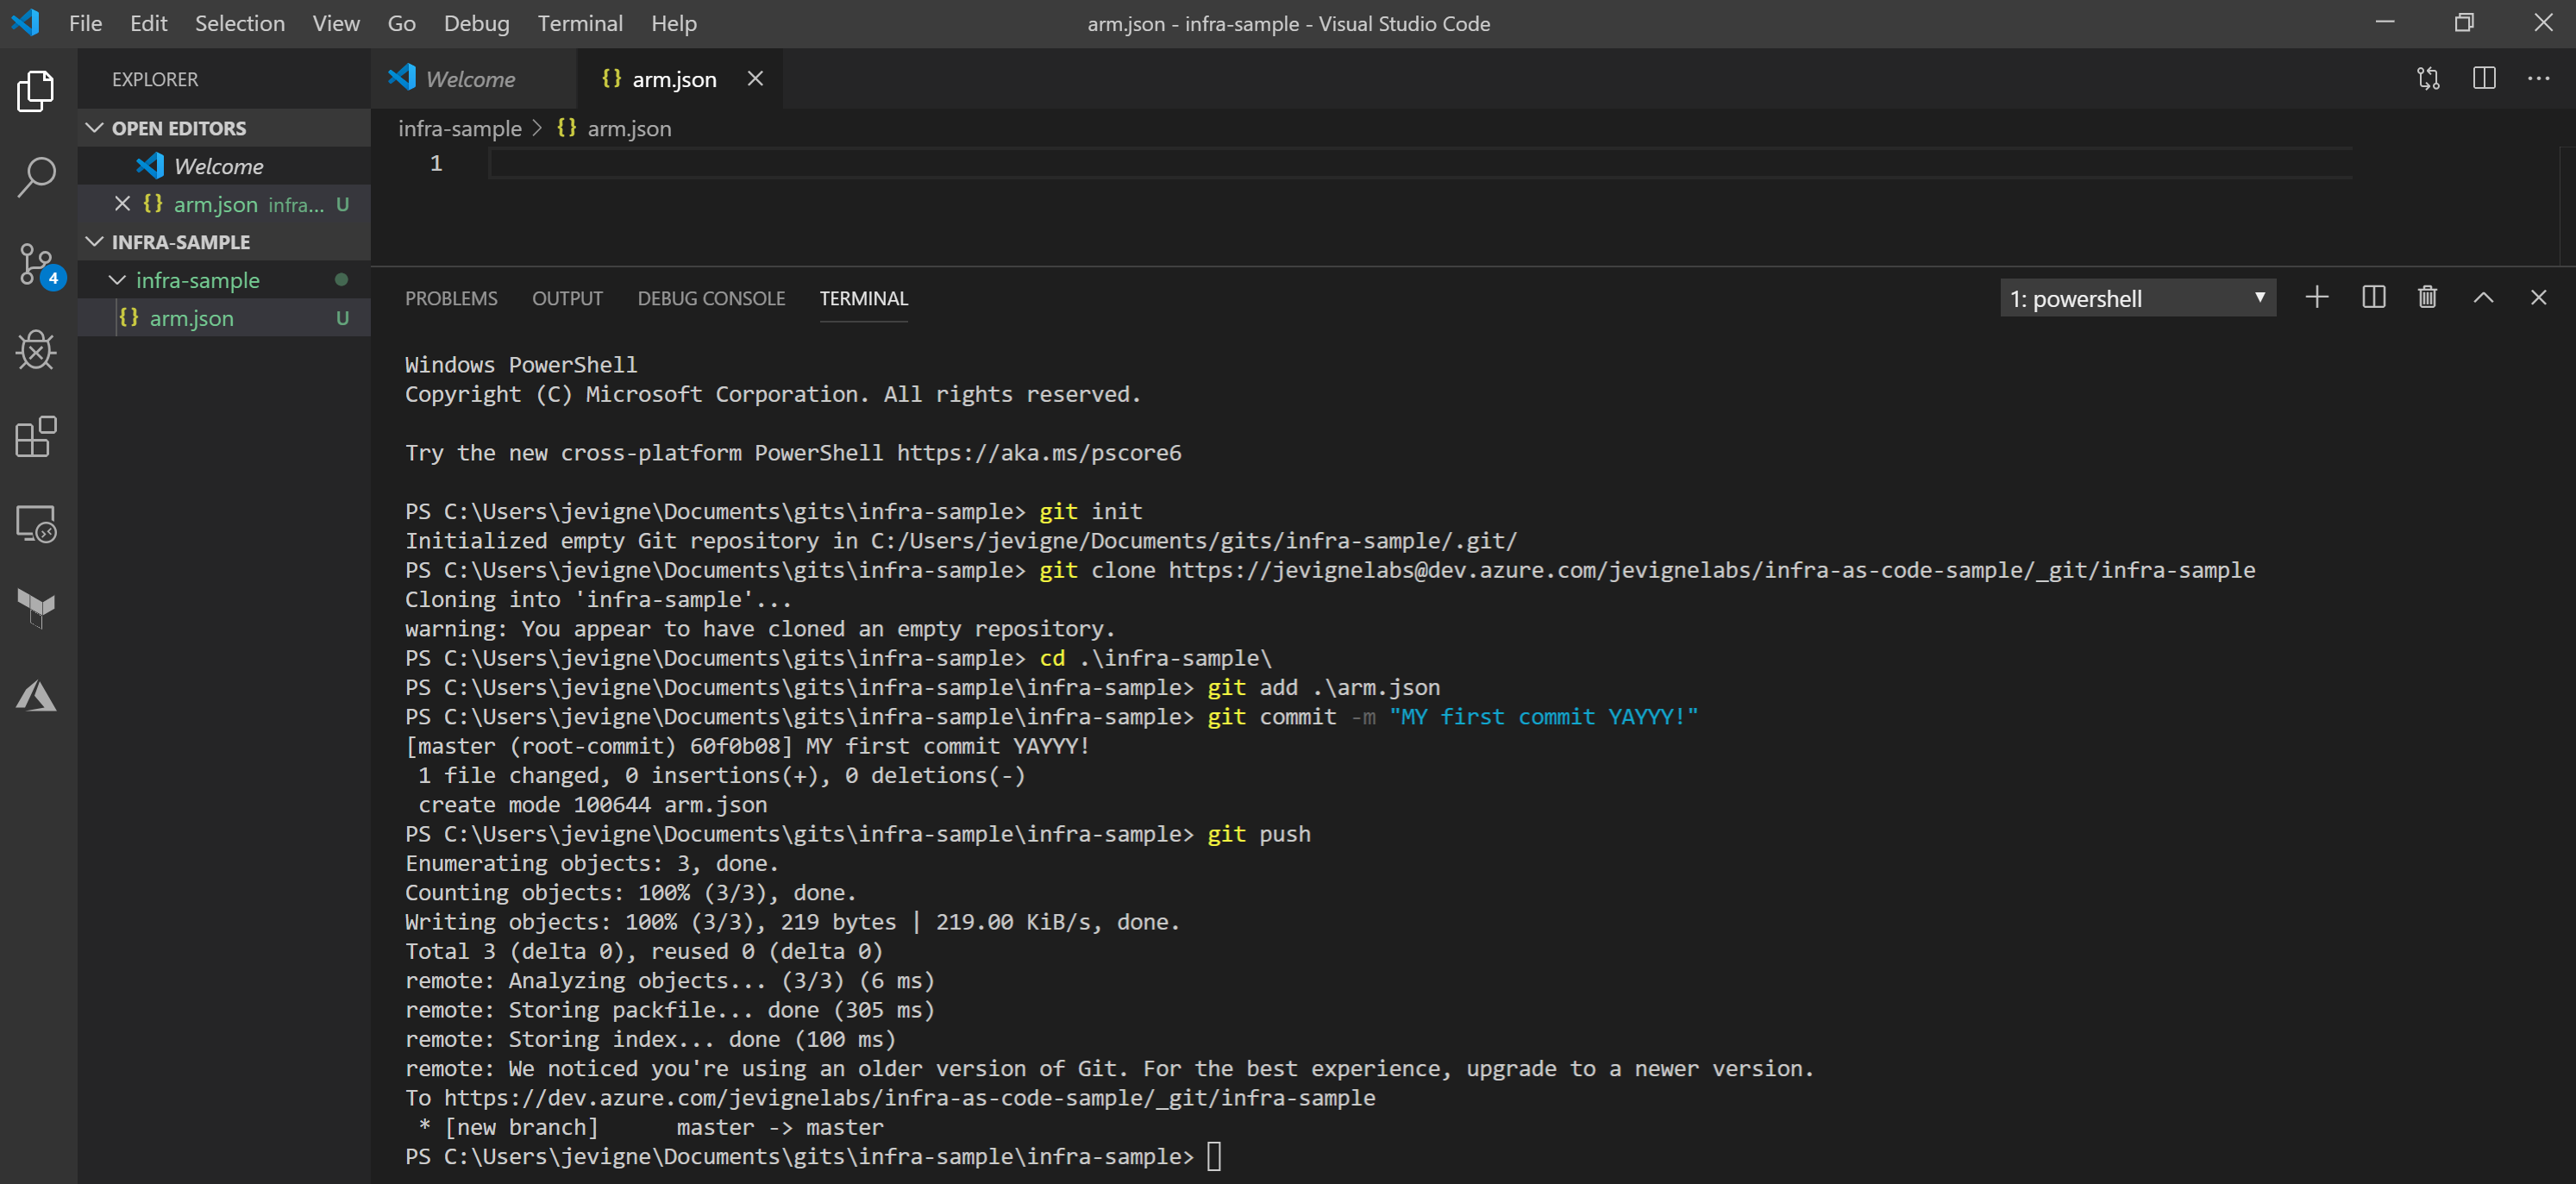 File Edit Selection View Go Debug Terminal Help
arm.json - infra-sample - Visual Studio Code
EXPLORER
OPEN EDITORS
Welcome
arm.json infra... U
INFRA-SAMPLE
infra-sample
arm.json U
4
Welcome
arm.json
infra-sample > arm.json
1
PROBLEMS OUTPUT DEBUG CONSOLE TERMINAL
1: powershell
Windows PowerShell
Copyright (C) Microsoft Corporation. All rights reserved.
Try the new cross-platform PowerShell https://aka.ms/pscore6
PS C:\Users\jevigne\Documents\gits\infra-sample> git init
Initialized empty Git repository in C:/Users/jevigne/Documents/gits/infra-sample/.git/
PS C:\Users\jevigne\Documents\gits\infra-sample> git clone https://jevignelabs@dev.azure.com/jevignelabs/infra-as-code-sample/_git/infra-sample
Cloning into 'infra-sample'...
warning: You appear to have cloned an empty repository.
PS C:\Users\jevigne\Documents\gits\infra-sample> cd .\infra-sample\
PS C:\Users\jevigne\Documents\gits\infra-sample\infra-sample> git add .\arm.json
PS C:\Users\jevigne\Documents\gits\infra-sample\infra-sample> git commit -m "MY first commit YAYYY!"
[master (root-commit) 60f0b08] MY first commit YAYYY!
1 file changed, 0 insertions(+), 0 deletions(-)
create mode 100644 arm.json
PS C:\Users\jevigne\Documents\gits\infra-sample\infra-sample> git push
Enumerating objects: 3, done.
Counting objects: 100% (3/3), done.
Writing objects: 100% (3/3), 219 bytes | 219.00 KiB/s, done.
Total 3 (delta 0), reused 0 (delta 0)
remote: Analyzing objects... (3/3) (6 ms)
remote: Storing packfile... done (305 ms)
remote: Storing index... done (100 ms)
remote: We noticed you're using an older version of Git. For the best experience, upgrade to a newer version.
To https://dev.azure.com/jevignelabs/infra-as-code-sample/_git/infra-sample
* [new branch]      master -> master
PS C:\Users\jevigne\Documents\gits\infra-sample\infra-sample>